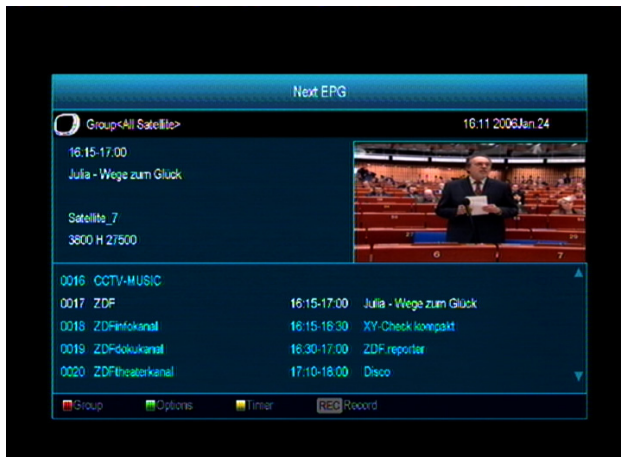 Next EPG
Group<All Satellite> 16:11 2006Jan.24
16:15-17:00
Julia - Wege zum Glück
Satellite_7
3800 H 27500
6 7
0016 CCTV-MUSIC
0017 ZDF 16:15-17:00 Julia - Wege zum Glück
0018 ZDFinfokanal 16:15-16:30 XY-Check kompakt
0019 ZDFdokukanal 16:30-17:00 ZDF.reporter
0020 ZDFtheaterkanal 17:10-18:00 Disco
Group Options Timer REC Record